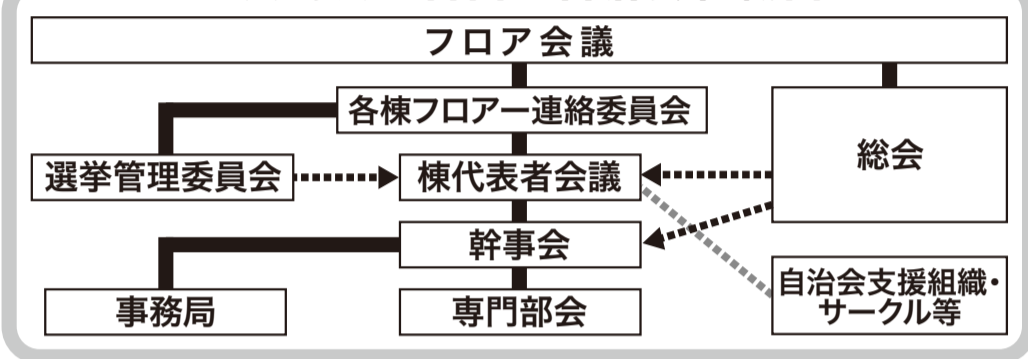 フロア会議
各棟フロアー連絡委員会
総会
選挙管理委員会
棟代表者会議
幹事会
自治会支援組織・
サークル等
事務局
専門部会